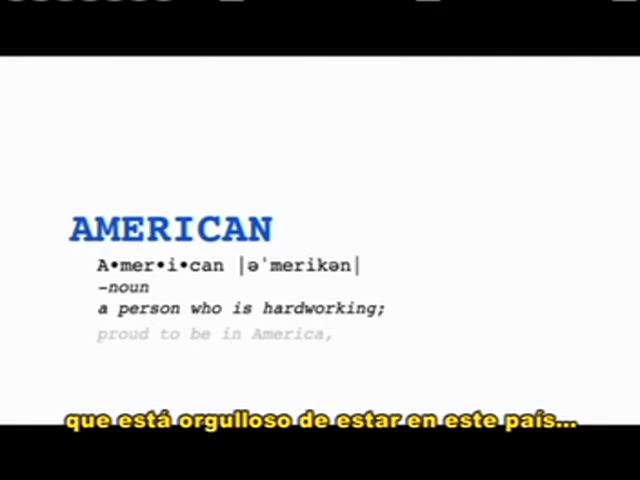 AMERICAN
A•mer•i•can |əˈmerikən|
-noun
a person who is hardworking;
proud to be in America,
que está orgulloso de estar en este país...